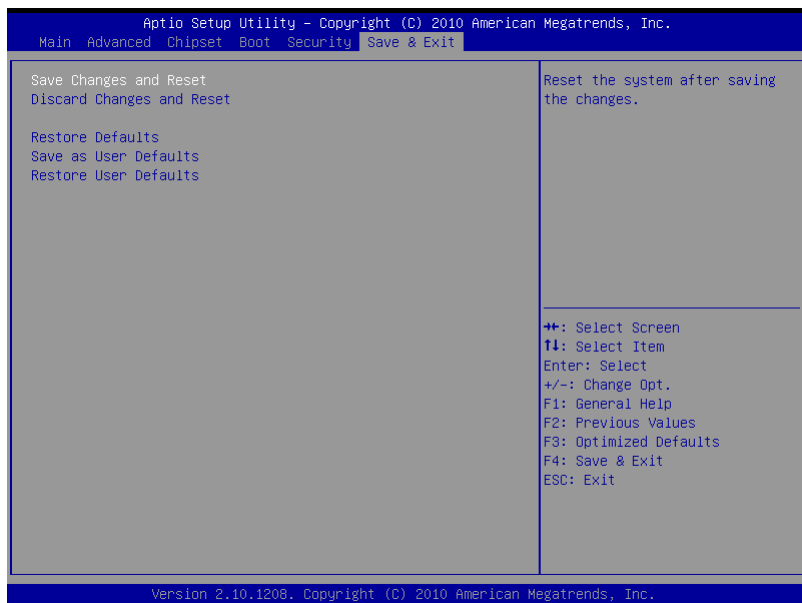 Aptio Setup Utility – Copyright (C) 2010 American Megatrends, Inc.
Main Advanced Chipset Boot Security Save & Exit
Save Changes and Reset
Discard Changes and Reset
Restore Defaults
Save as User Defaults
Restore User Defaults
Reset the system after saving
the changes.
→←: Select Screen
↑↓: Select Item
Enter: Select
+/-: Change Opt.
F1: General Help
F2: Previous Values
F3: Optimized Defaults
F4: Save & Exit
ESC: Exit
Version 2.10.1208. Copyright (C) 2010 American Megatrends, Inc.